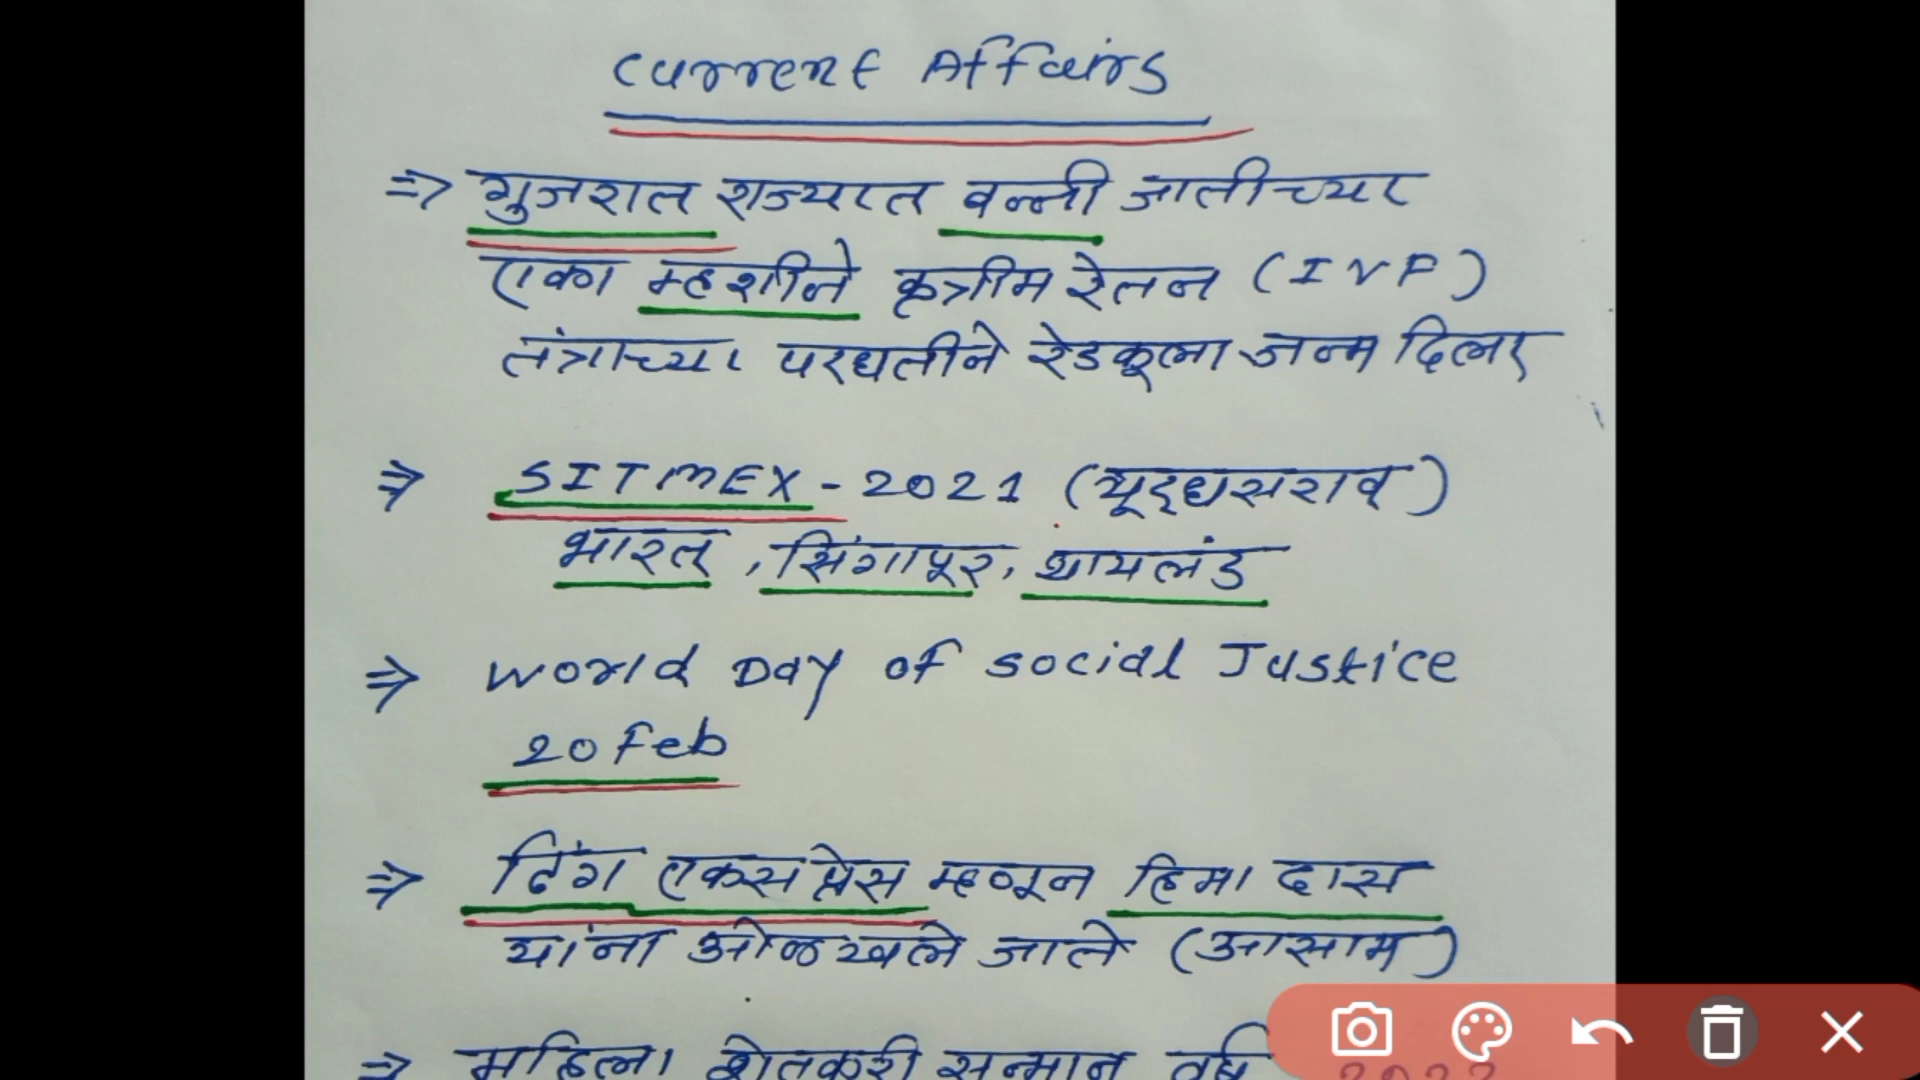 Current Affairs
⇒ गुजरात राज्यात बन्नी जातीच्या
एका म्हशीने कृत्रीम रेतन (IVF)
तंत्राच्या पद्धतीने रेडकूला जन्म दिला
⇒ SITMEX - 2021 (युद्धसराव)
भारत, सिंगापूर, थायलंड
⇒ World Day of Social Justice
20 Feb
⇒ ढिंग एक्सप्रेस म्हणून हिमा दास
यांना ओळखले जाते (आसाम)
⇒ महिला शेतकरी सन्मान वर्ष 2022